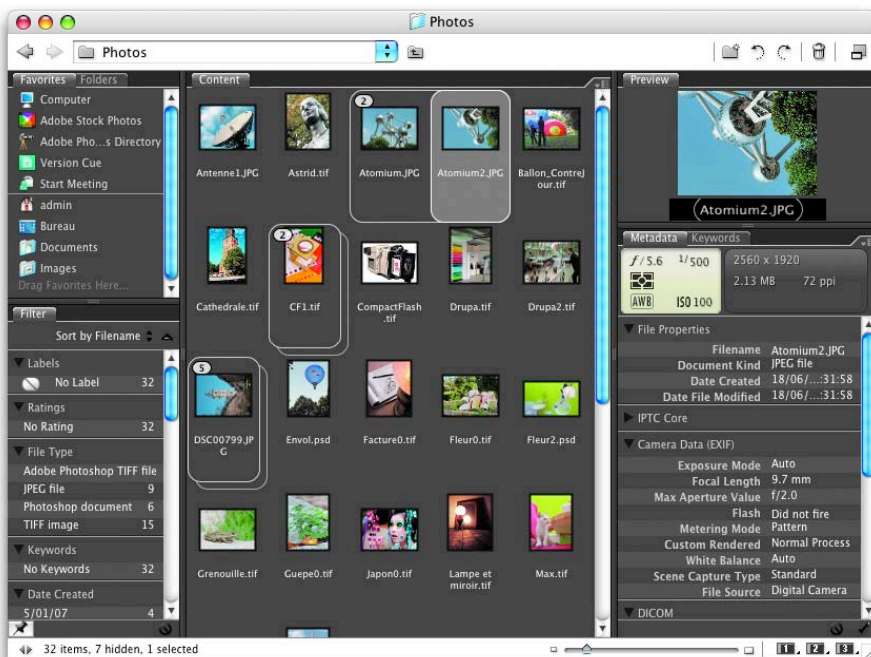 Photos
Photos
Favorites Folders
Computer
Adobe Stock Photos
Adobe Pho...s Directory
Version Cue
Start Meeting
admin
Bureau
Documents
Images
Drag Favorites Here...
Filter
Sort by Filename
Labels
No Label 32
Ratings
No Rating 32
File Type
Adobe Photoshop TIFF file
JPEG file 9
Photoshop document 6
TIFF image 15
Keywords
No Keywords 32
Date Created
5/01/07 4
Content
2
Antenne1.JPG
Astrid.tif
Atomium.JPG
Atomium2.JPG
Ballon_ContreJ
our.tif
2
Cathedrale.tif
CF1.tif
CompactFlash
.tif
Drupa.tif
Drupa2.tif
5
DSC00799.JP
G
Envol.psd
Facture0.tif
Fleur0.tif
Fleur2.psd
Grenouille.tif
Guepe0.tif
Japon0.tif
Lampe et
miroir.tif
Max.tif
Preview
Atomium2.JPG
Metadata Keywords
f/5.6 1/500
AWB ISO 100
2560 x 1920
2.13 MB 72 ppi
File Properties
Filename Atomium2.JPG
Document Kind JPEG file
Date Created 18/06/...:31:58
Date File Modified 18/06/...:31:58
IPTC Core
Camera Data (EXIF)
Exposure Mode Auto
Focal Length 9.7 mm
Max Aperture Value f/2.0
Flash Did not fire
Metering Mode Pattern
Custom Rendered Normal Process
White Balance Auto
Scene Capture Type Standard
File Source Digital Camera
DICOM
32 items, 7 hidden, 1 selected
1 2 3